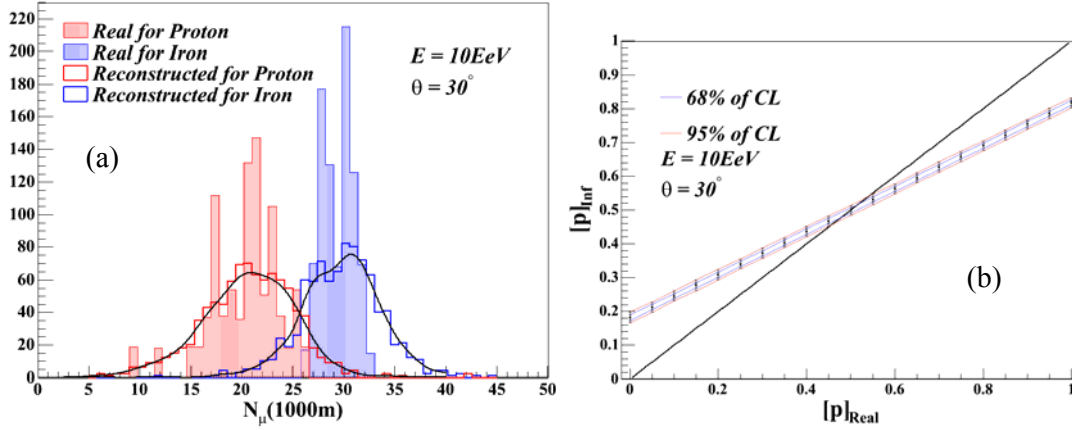 220
200
180
160
140
120
100
80
60
40
20
0
Real for Proton
Real for Iron
Reconstructed for Proton
Reconstructed for Iron
E = 10EeV
θ = 30°
(a)
0 5 10 15 20 25 30 35 40 45 50
N_μ(1000m)
1
0.9
0.8
0.7
0.6
0.5
0.4
0.3
0.2
0.1
0
[p]_Inf
68% of CL
95% of CL
E = 10EeV
θ = 30°
(b)
0 0.2 0.4 0.6 0.8 1
[p]_Real